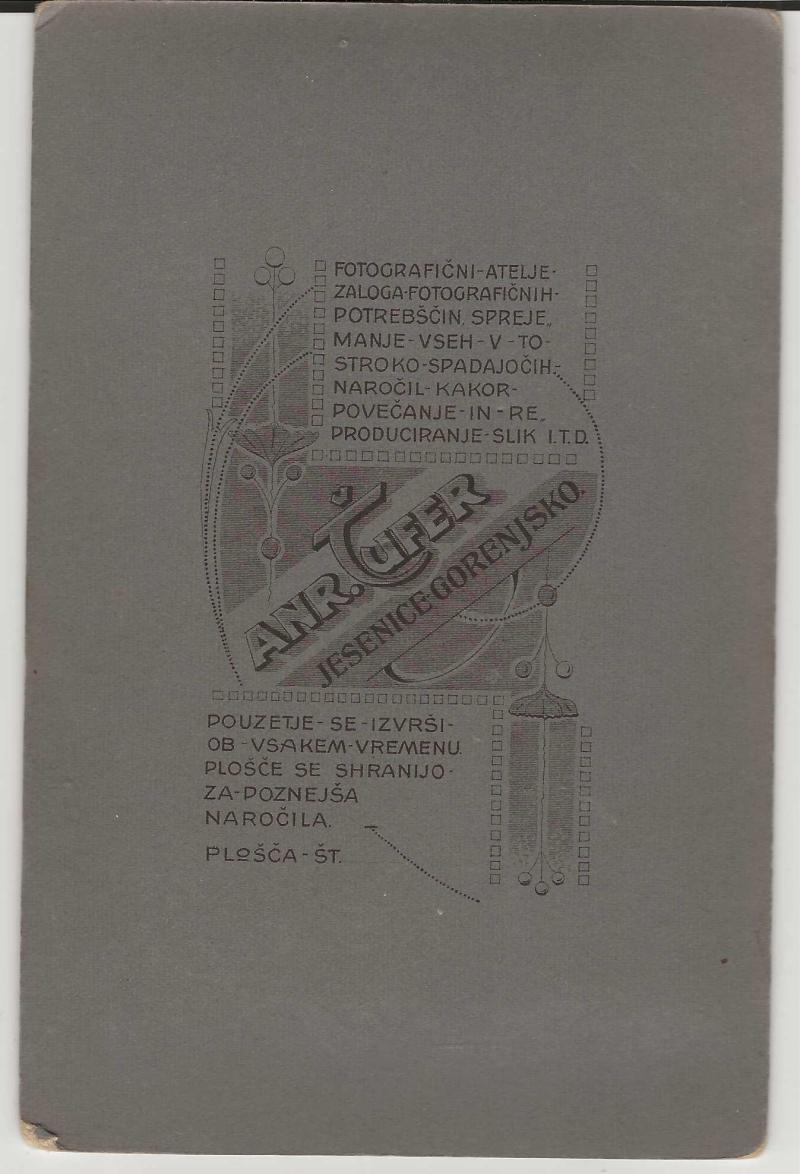 FOTOGRAFIČNI-ATELJE-
ZALOGA-FOTOGRAFIČNIH-
POTREBŠČIN, SPREJE„
MANJE-VSEH-V-TO-
STROKO-SPADAJOČIH-
NAROČIL-KAKOR-
POVEČANJE-IN-RE„
PRODUCIRANJE-SLIK I.T.D.
ANR. ČUFER
JESENICE-GORENJSKO.
POUZETJE-SE-IZVRŠI-
OB-VSAKEM-VREMENU.
PLOŠČE SE SHRANIJO-
ZA-POZNEJŠA
NAROČILA.
PLOŠČA-ŠT.